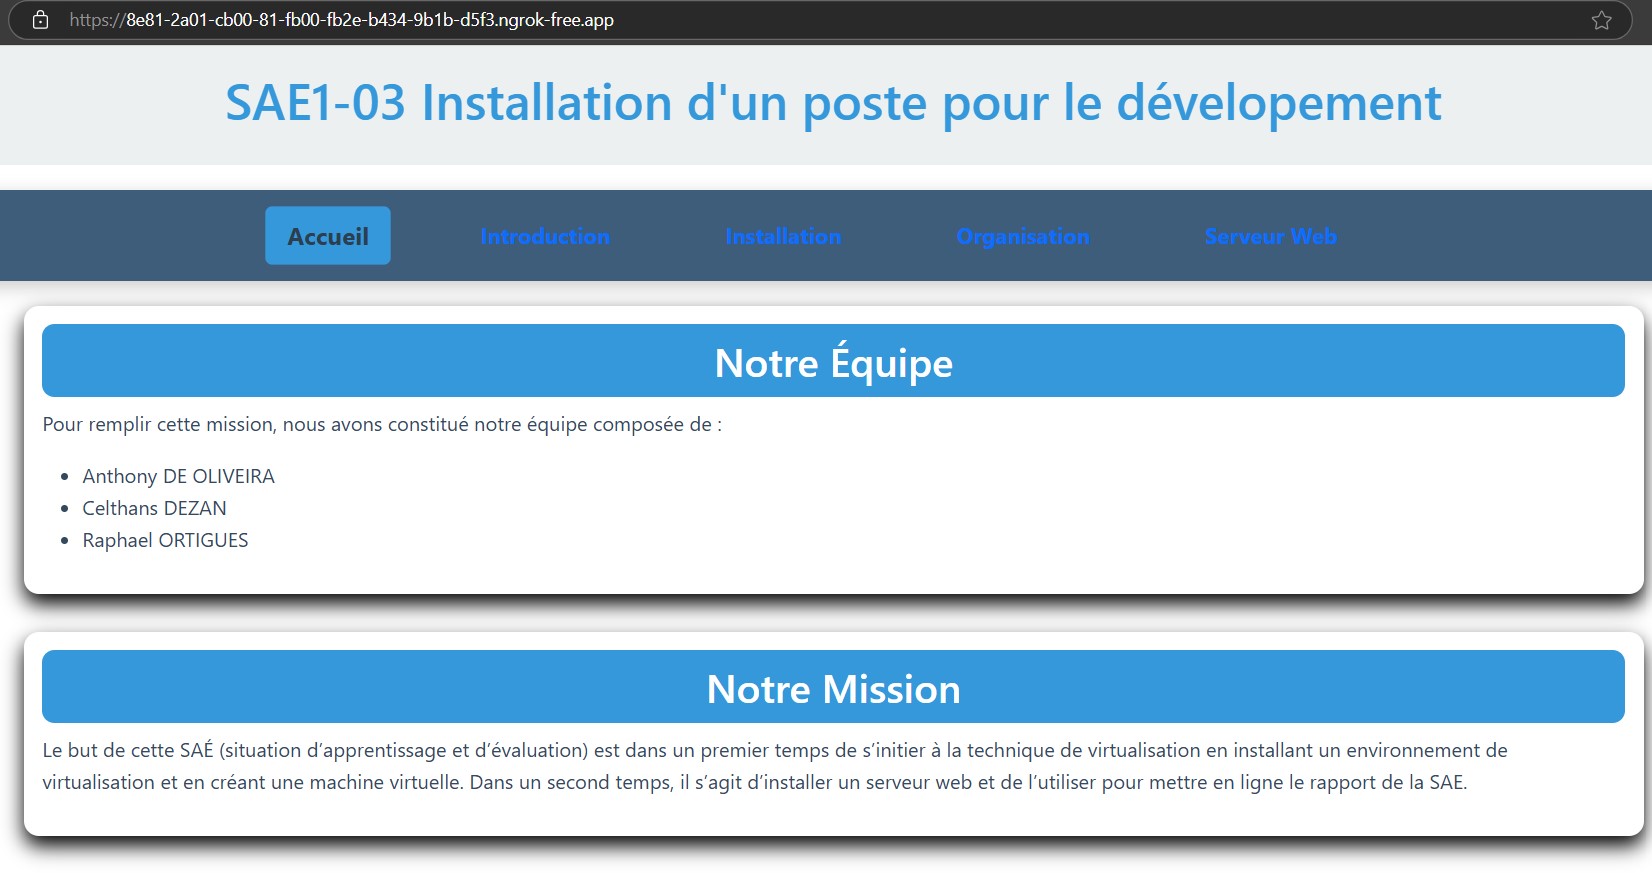 https://8e81-2a01-cb00-81-fb00-fb2e-b434-9b1b-d5f3.ngrok-free.app
SAE1-03 Installation d'un poste pour le dévelopement
Accueil Introduction Installation Organisation Serveur Web
Notre Équipe
Pour remplir cette mission, nous avons constitué notre équipe composée de :
• Anthony DE OLIVEIRA
• Celthans DEZAN
• Raphael ORTIGUES
Notre Mission
Le but de cette SAÉ (situation d’apprentissage et d’évaluation) est dans un premier temps de s’initier à la technique de virtualisation en installant un environnement de
virtualisation et en créant une machine virtuelle. Dans un second temps, il s’agit d’installer un serveur web et de l’utiliser pour mettre en ligne le rapport de la SAE.